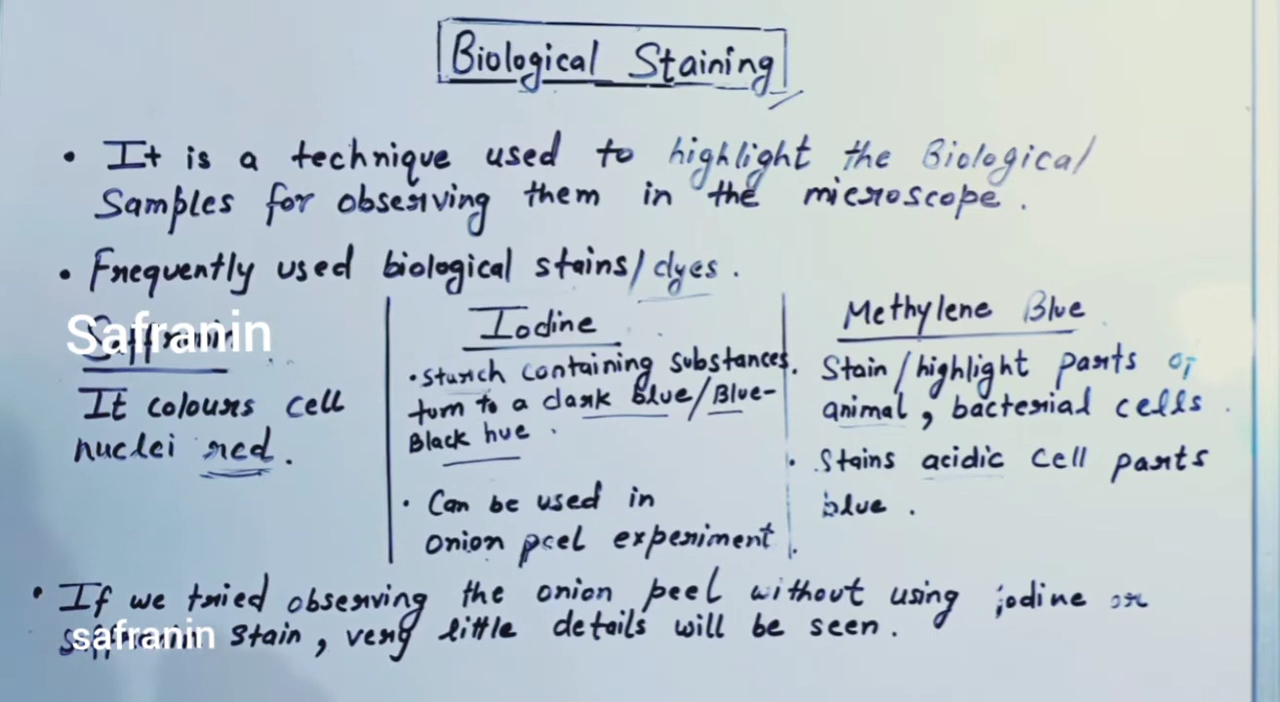 Biological Staining
• It is a technique used to highlight the Biological
Samples for observing them in the microscope.
• Frequently used biological stains/dyes.
Safranin
It colours cell
nuclei red.
Iodine
• Starch containing substances.
turn to a dark blue/Blue-
Black hue.
• Can be used in
onion peel experiment.
Methylene Blue
Stain/highlight parts of
animal, bacterial cells.
• Stains acidic cell parts
blue.
• If we tried observing the onion peel without using iodine or
safranin stain, very little details will be seen.